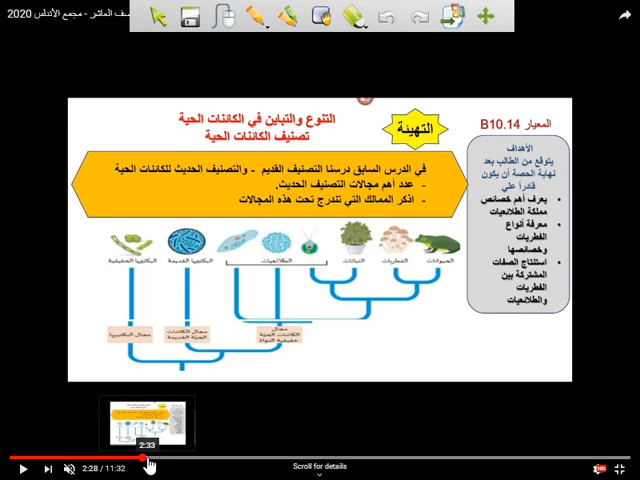 صف العاشر - مجمع الأندلس 2020
التنوع والتباين في الكائنات الحية
تصنيف الكائنات الحية
التهيئة
المعيار B10.14
الأهداف
يتوقع من الطالب بعد
نهاية الحصة أن يكون
قادراً علي
• يعرف أهم خصائص
مملكة الطلائعيات
• معرفة أنواع
الفطريات
وخصائصها
• استنتاج الصفات
المشتركة بين
الفطريات
والطلائعيات
في الدرس السابق درسنا التصنيف القديم - والتصنيف الحديث للكائنات الحية
- عدد أهم مجالات التصنيف الحديث.
- اذكر الممالك التي تندرج تحت هذه المجالات
الحيوانات
الفطريات
النباتات
الطلائعيات
البكتيريا القديمة
البكتيريا الحقيقية
مجال
الكائنات الحية
حقيقية النواة
مجال الكائنات
الحية القديمة
مجال البكتيريا
2:33
2:28 / 11:32
Scroll for details
HD